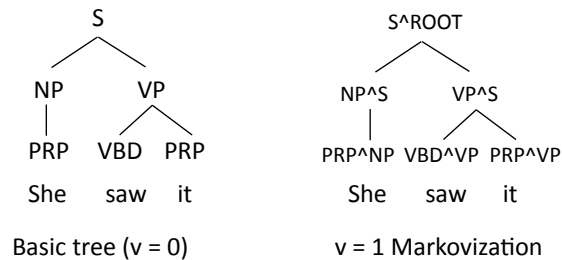 S S^ROOT
NP VP NP^S VP^S
PRP VBD PRP PRP^NP VBD^VP PRP^VP
She saw it She saw it
Basic tree (v = 0) v = 1 Markovization